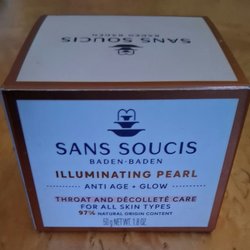 SANS SOUCIS
BADEN-BADEN
SANS SOUCIS
BADEN-BADEN
ILLUMINATING PEARL
ANTI AGE + GLOW
THROAT AND DÉCOLLETÉ CARE
FOR ALL SKIN TYPES
97% NATURAL ORIGIN CONTENT
50 g NET WT. 1.8 OZ.